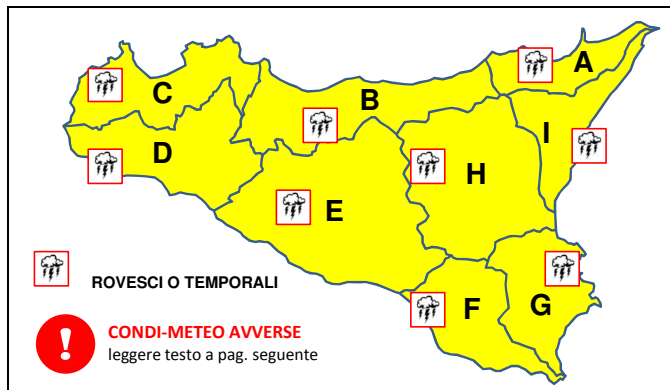 A
C
B
I
D
H
E
ROVESCI O TEMPORALI
F
G
!
CONDI-METEO AVVERSE
leggere testo a pag. seguente